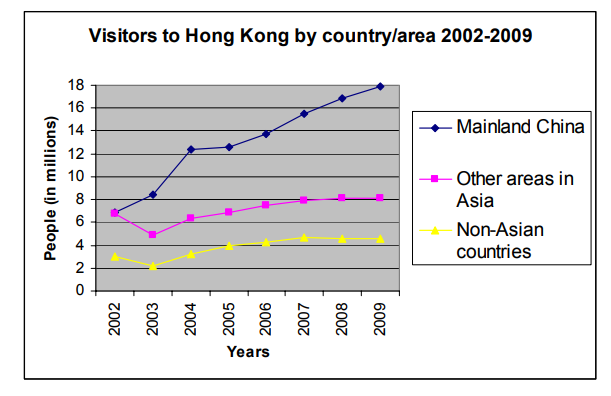 Visitors to Hong Kong by country/area 2002-2009
18
16
14
12
10
8
6
4
2
0
People (in millions)
2002
2003
2004
2005
2006
2007
2008
2009
Years
Mainland China
Other areas in
Asia
Non-Asian
countries